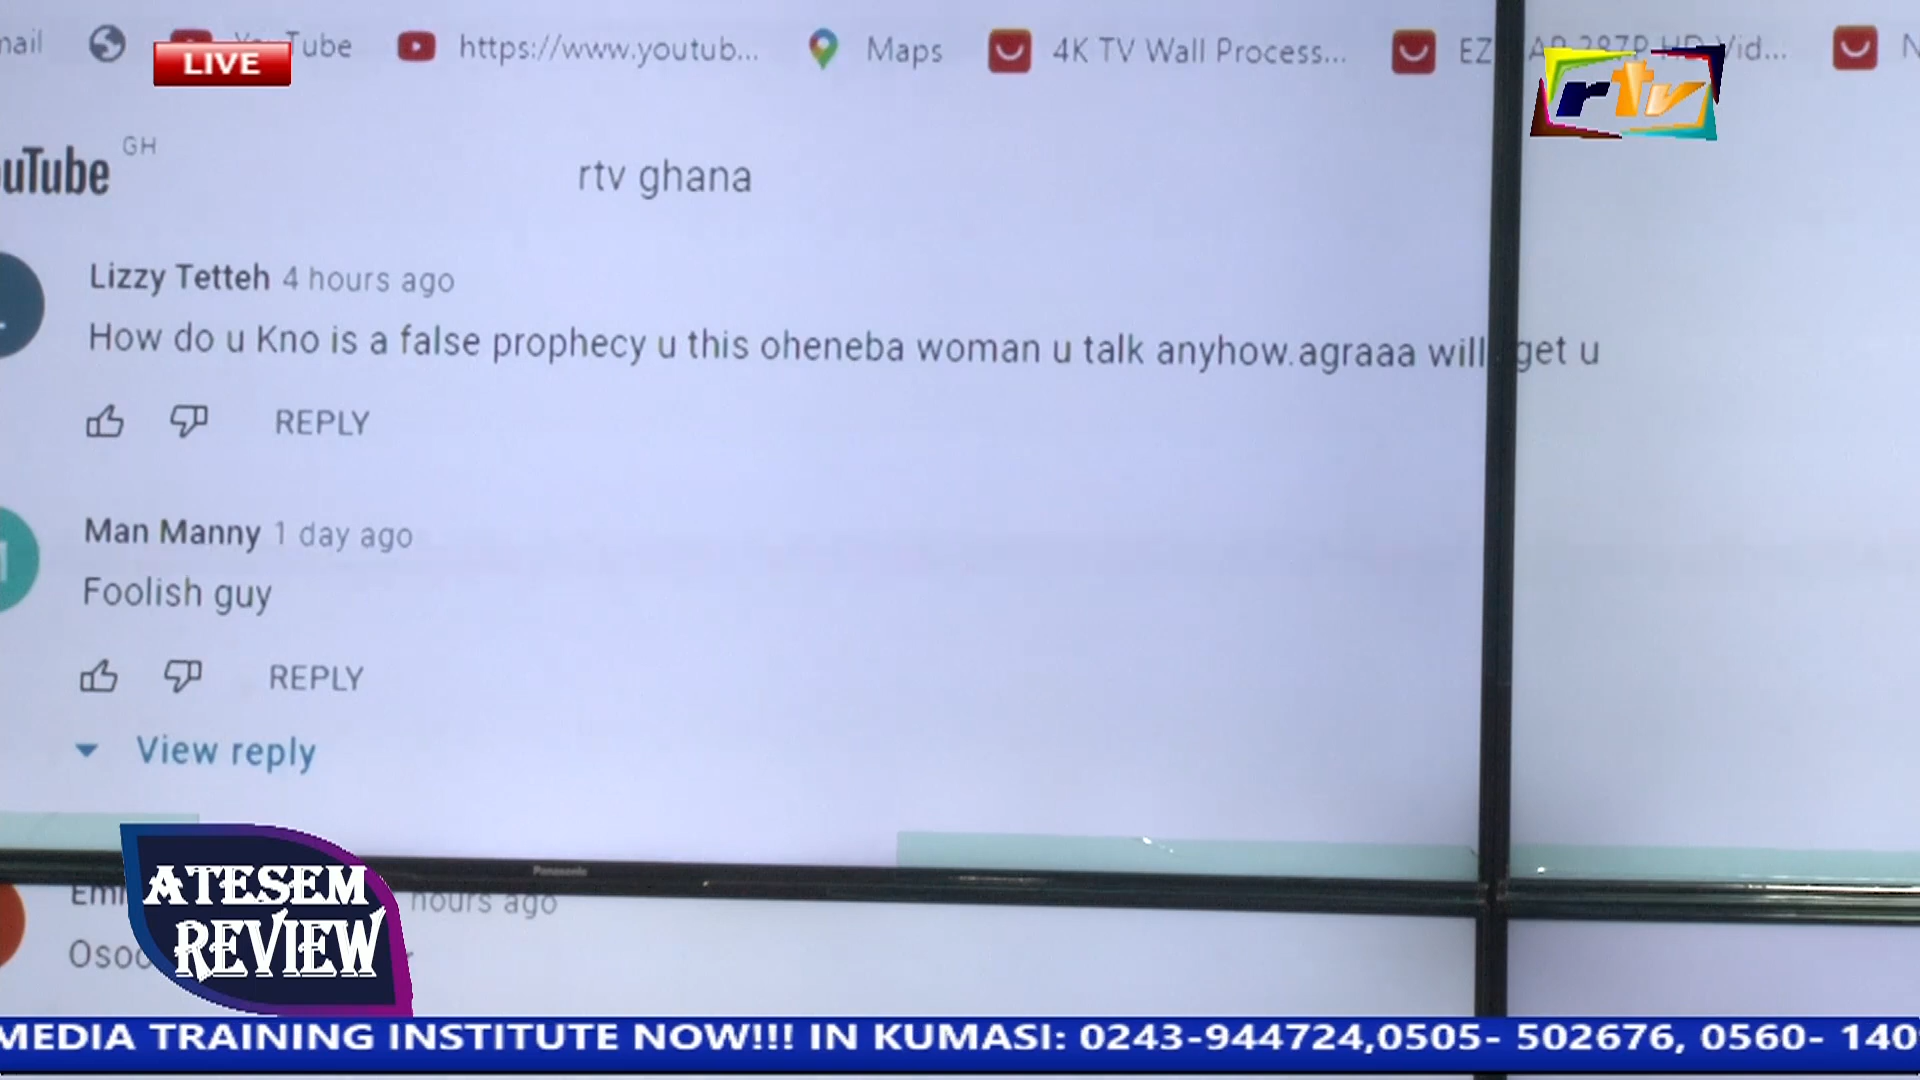 LIVE
https://www.youtub...
Maps
4K TV Wall Process...
rtv
uTube GH
rtv ghana
Lizzy Tetteh 4 hours ago
How do u Kno is a false prophecy u this oheneba woman u talk anyhow.agraaa will get u
REPLY
Man Manny 1 day ago
Foolish guy
REPLY
View reply
Panasonic
hours ago
ATESEM
REVIEW
MEDIA TRAINING INSTITUTE NOW!!! IN KUMASI: 0243-944724,0505- 502676, 0560- 140